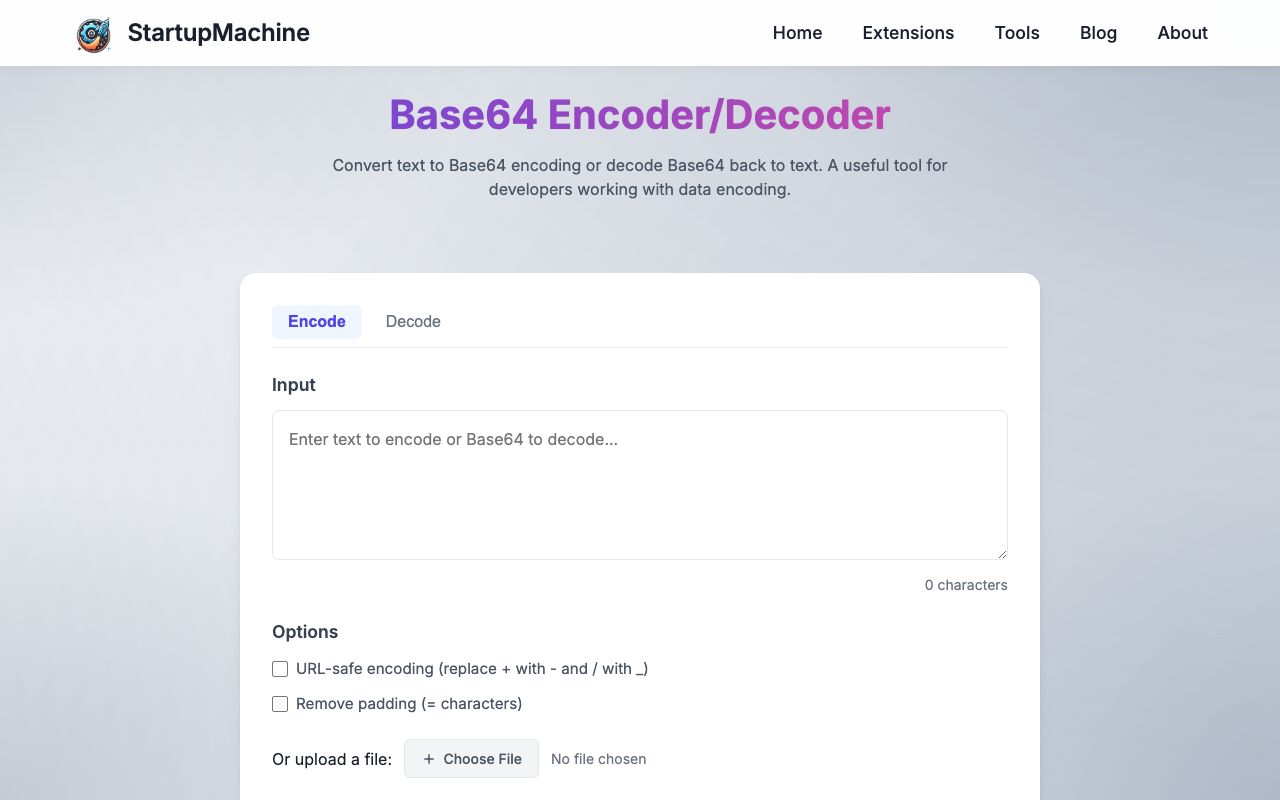 StartupMachine
Home
Extensions
Tools
Blog
About
Base64 Encoder/Decoder
Convert text to Base64 encoding or decode Base64 back to text. A useful tool for
developers working with data encoding.
Encode
Decode
Input
Enter text to encode or Base64 to decode...
0 characters
Options
URL-safe encoding (replace + with - and / with _)
Remove padding (= characters)
Or upload a file:
+ Choose File
No file chosen